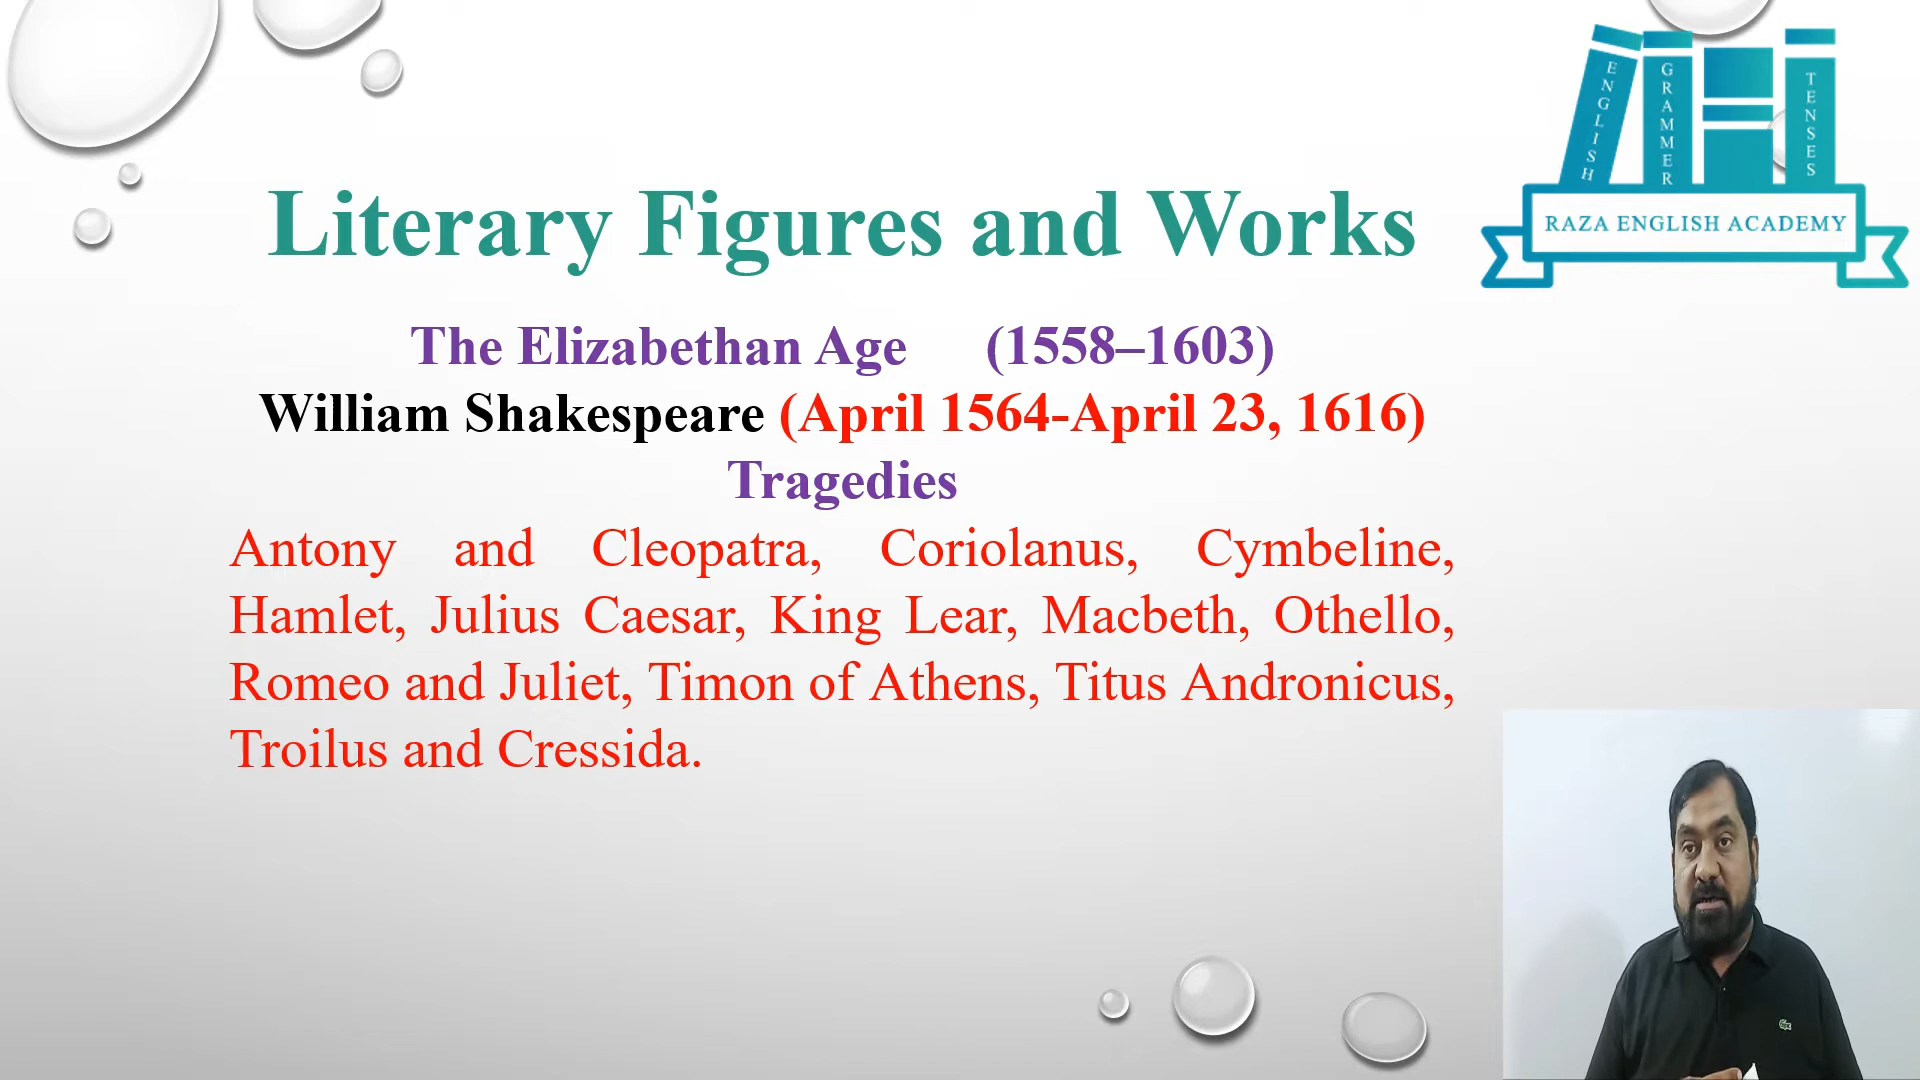 ENGLISH
GRAMMER
TENSES
RAZA ENGLISH ACADEMY
Literary Figures and Works
The Elizabethan Age (1558–1603)
William Shakespeare (April 1564-April 23, 1616)
Tragedies
Antony and Cleopatra, Coriolanus, Cymbeline,
Hamlet, Julius Caesar, King Lear, Macbeth, Othello,
Romeo and Juliet, Timon of Athens, Titus Andronicus,
Troilus and Cressida.